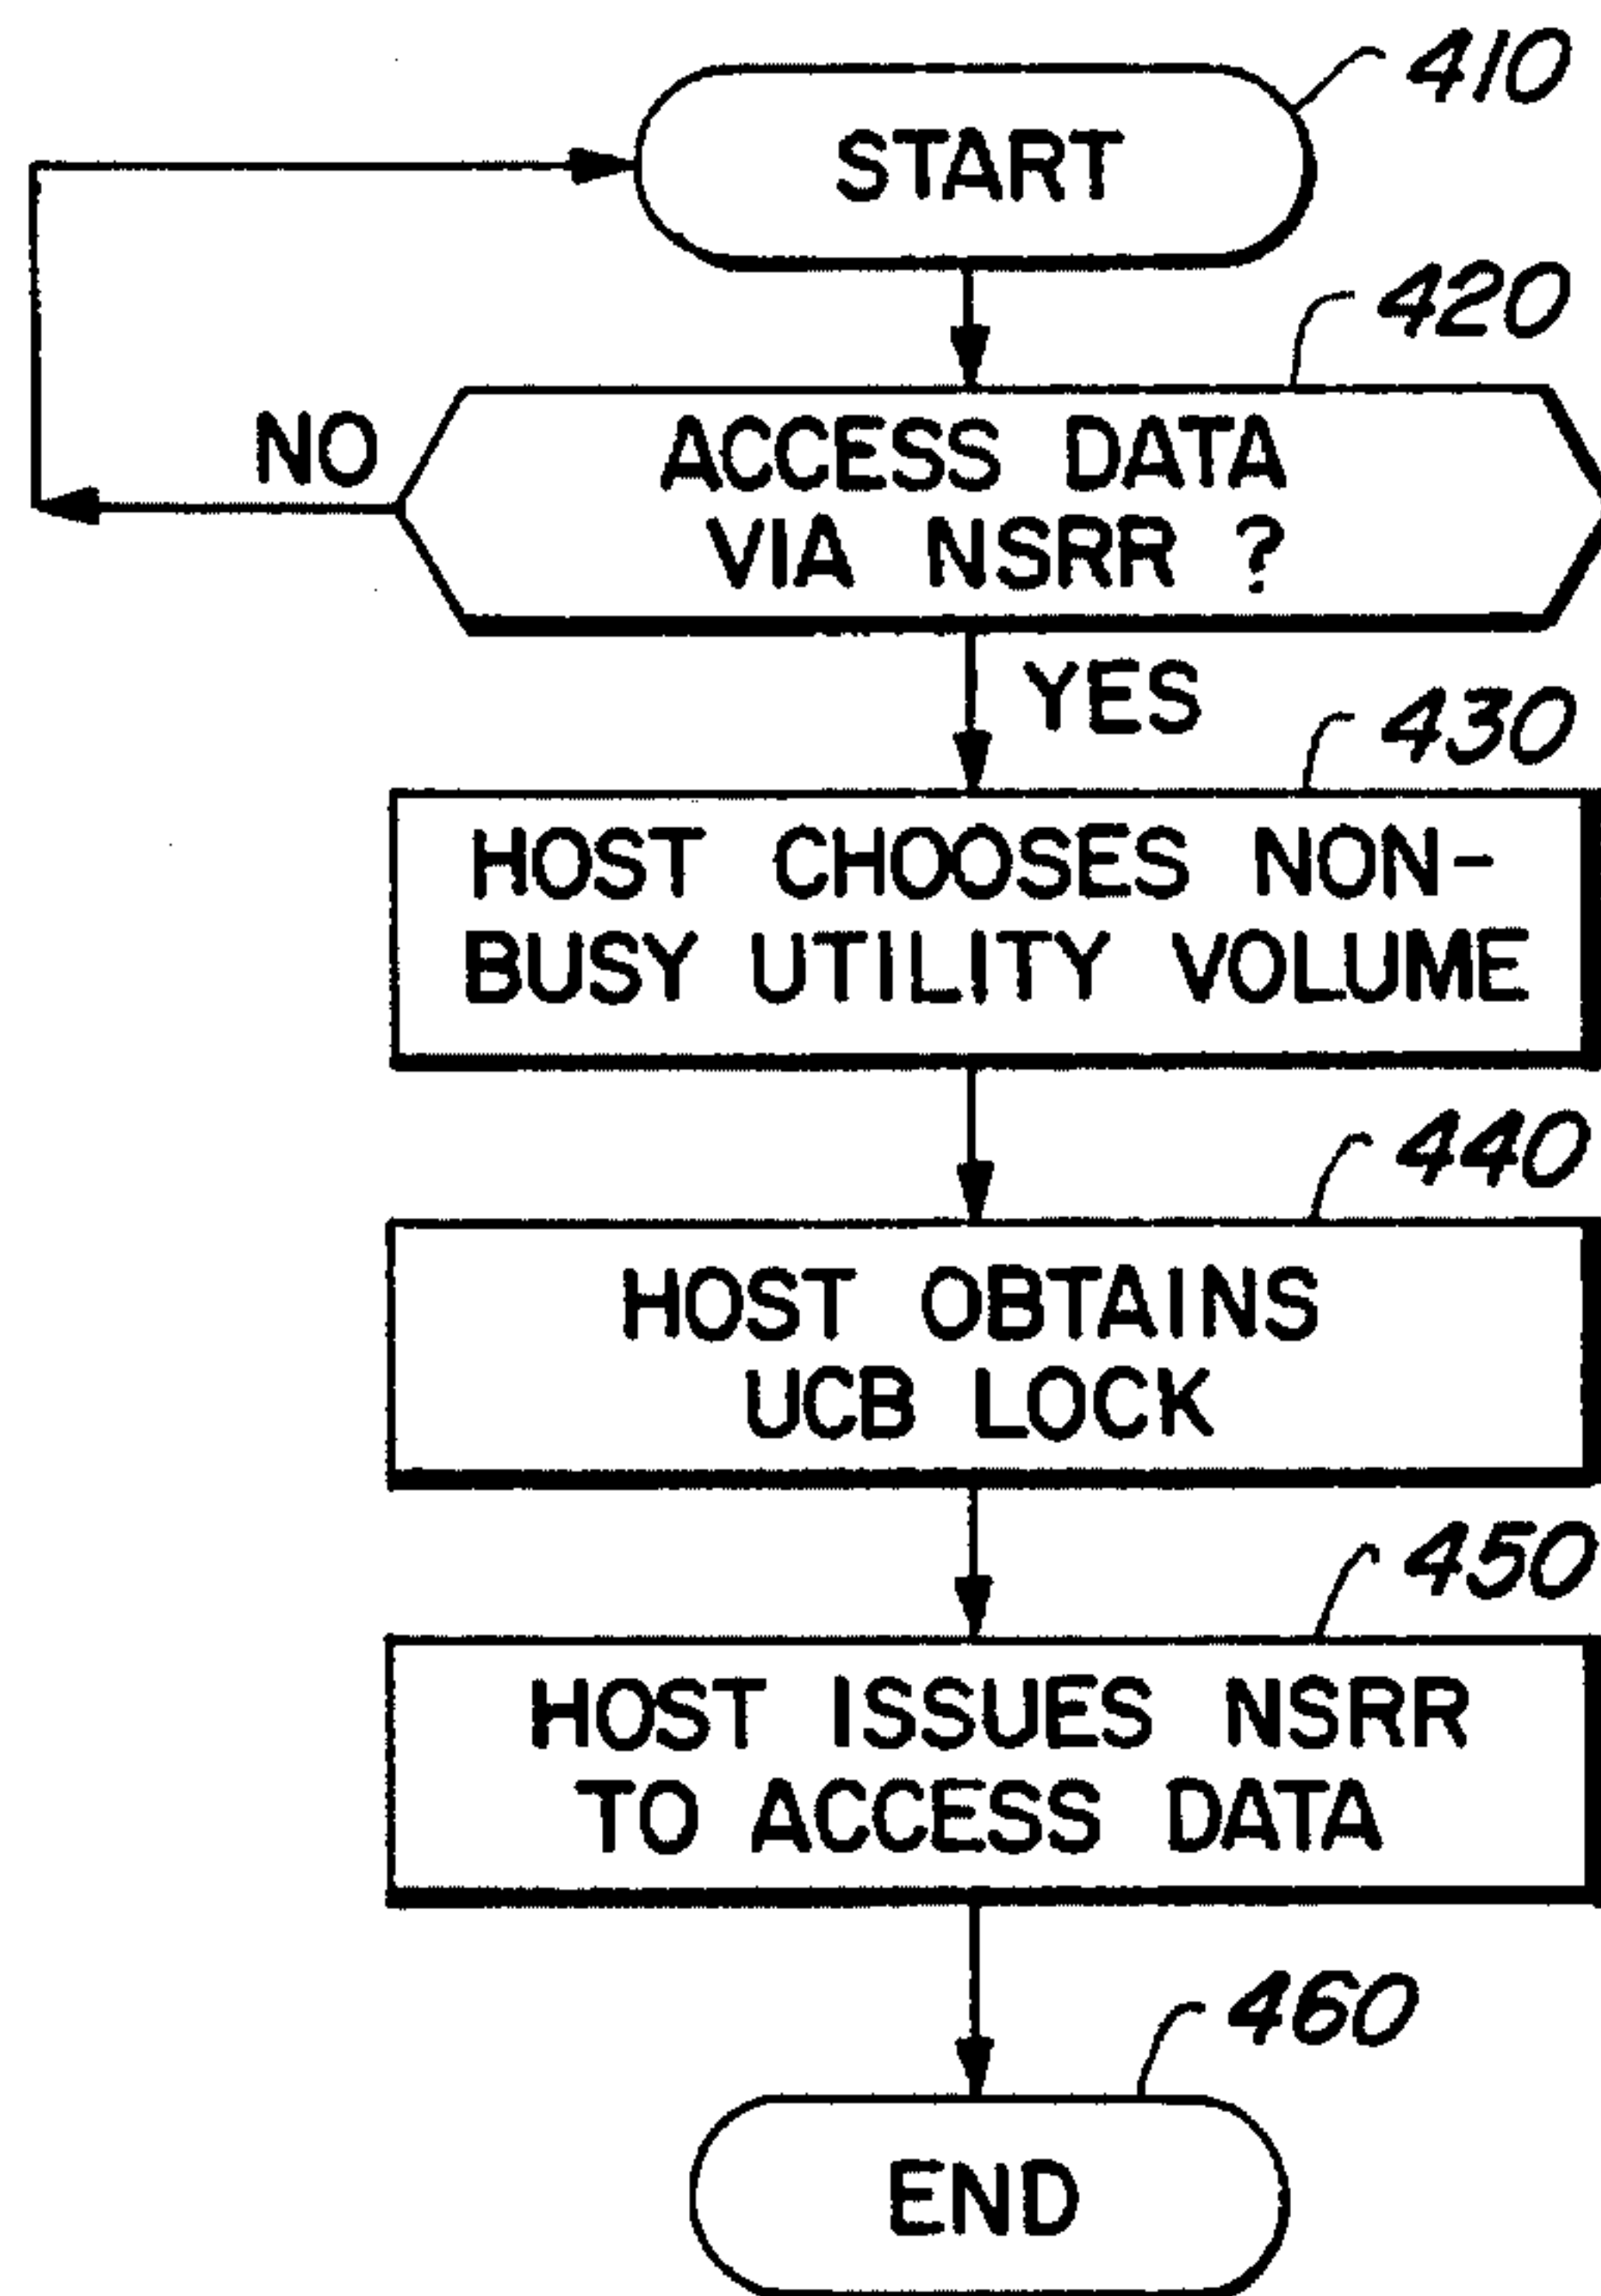 410
START
420
NO
ACCESS DATA
VIA NSRR ?
YES
430
HOST CHOOSES NON-
BUSY UTILITY VOLUME
440
HOST OBTAINS
UCB LOCK
450
HOST ISSUES NSRR
TO ACCESS DATA
460
END